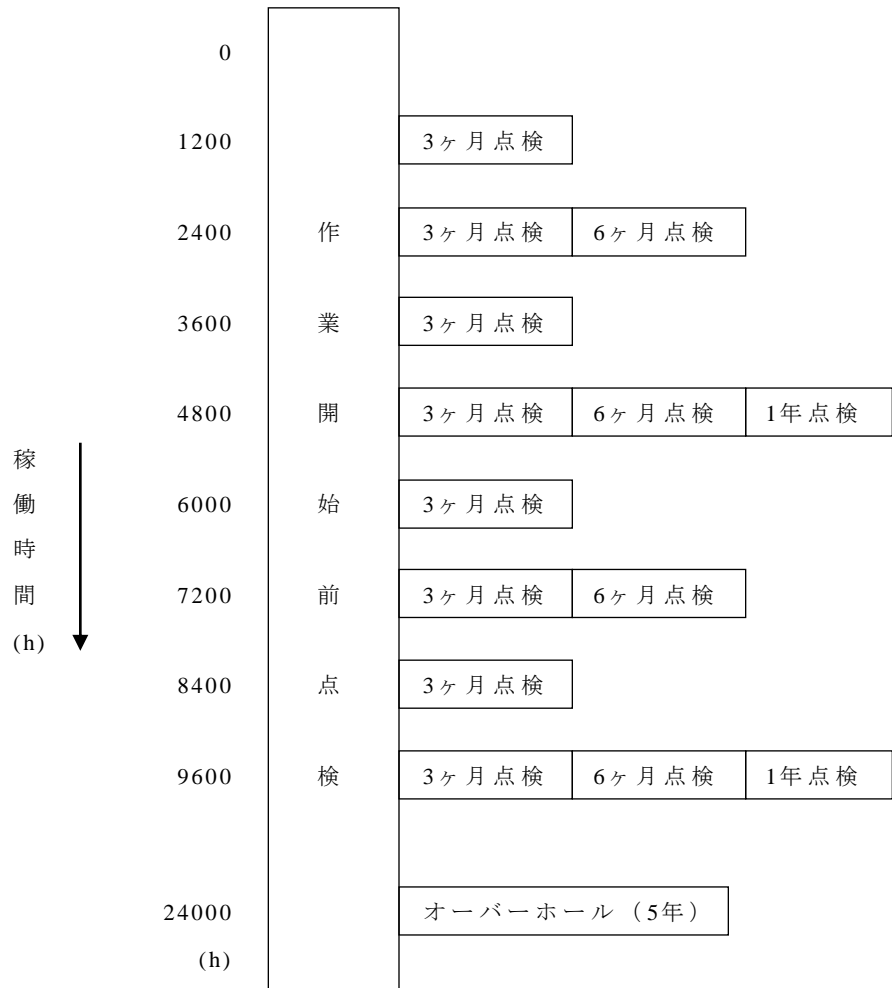 0
1200 3ヶ月点検
2400 作 3ヶ月点検 6ヶ月点検
3600 業 3ヶ月点検
4800 開 3ヶ月点検 6ヶ月点検 1年点検
稼
働 6000 始 3ヶ月点検
時
間 7200 前 3ヶ月点検 6ヶ月点検
(h)
8400 点 3ヶ月点検
9600 検 3ヶ月点検 6ヶ月点検 1年点検
24000 オーバーホール（5年）
(h)